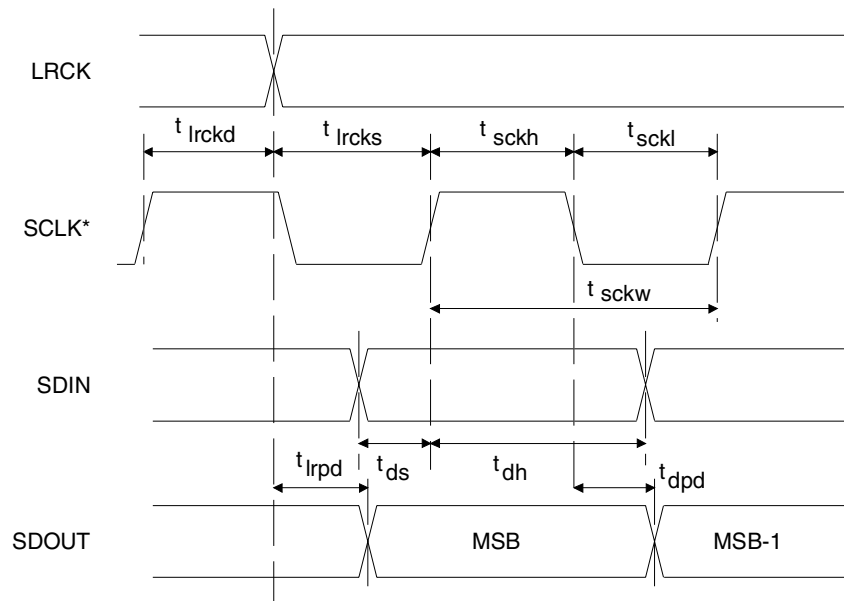 LRCK
t lrckd
t lrcks
t sckh
t sckl
SCLK*
t sckw
SDIN
t lrpd
t ds
t dh
t dpd
SDOUT
MSB
MSB-1